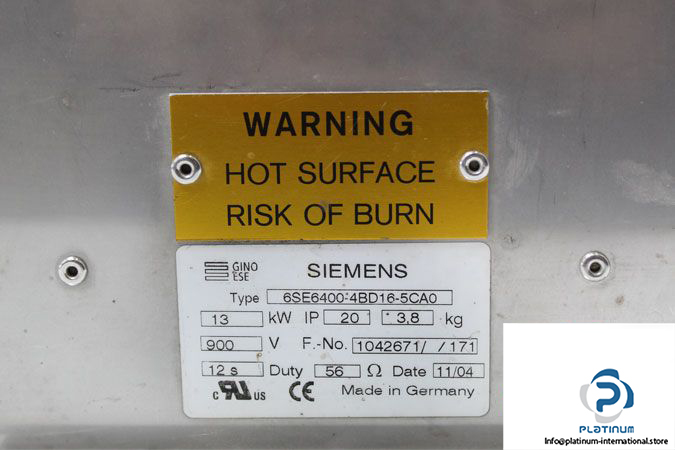 WARNING
HOT SURFACE
RISK OF BURN
GINO
ESE
SIEMENS
Type 6SE6400-4BD16-5CA0
13 kW IP 20 3,8 kg
900 V F.-No. 1042671/ /171
12 s Duty 56 Ω Date 11/04
c UR US CE Made in Germany
PLATINUM
Info@platinum-international.store